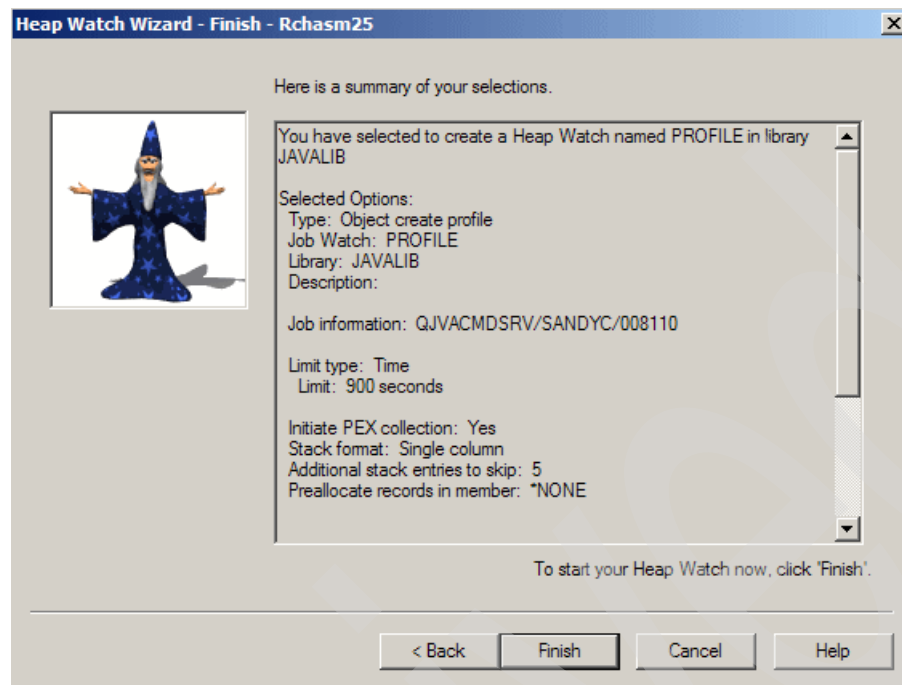 Heap Watch Wizard - Finish - Rchasm25
Here is a summary of your selections.
You have selected to create a Heap Watch named PROFILE in library
JAVALIB
Selected Options:
Type: Object create profile
Job Watch: PROFILE
Library: JAVALIB
Description:
Job information: QJVACMDSRV/SANDYC/008110
Limit type: Time
Limit: 900 seconds
Initiate PEX collection: Yes
Stack format: Single column
Additional stack entries to skip: 5
Preallocate records in member: *NONE
To start your Heap Watch now, click 'Finish'.
< Back Finish Cancel Help